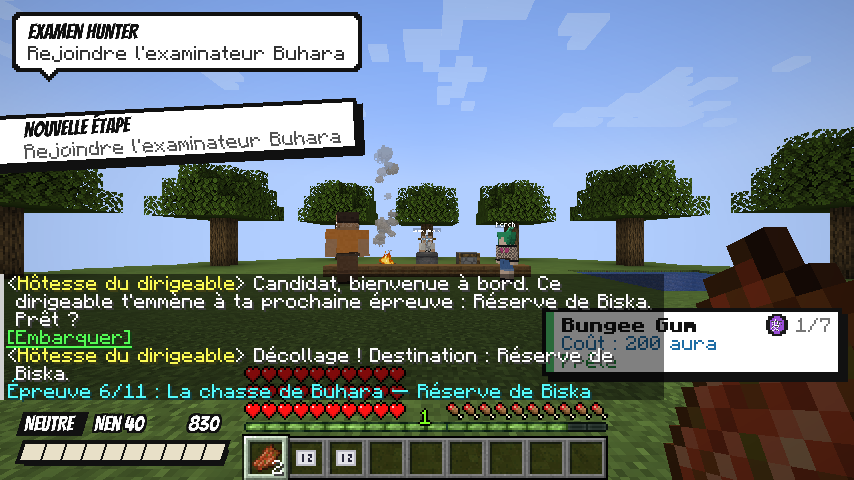 EXAMEN HUNTER
Rejoindre l'examinateur Buhara
NOUVELLE ÉTAPE
Rejoindre l'examinateur Buhara
<Hôtesse du dirigeable> Candidat, bienvenue à bord. Ce
dirigeable t'emmène à ta prochaine épreuve : Réserve de Biska.
Prêt ?
[Embarquer]
<Hôtesse du dirigeable> Décollage ! Destination : Réserve de
Biska.
Épreuve 6/11 : La chasse de Buhara — Réserve de Biska
Bungee Gum
1/7
Coût : 200 aura
Prête
NEUTRE
NEN 40
830
1
2
12
12